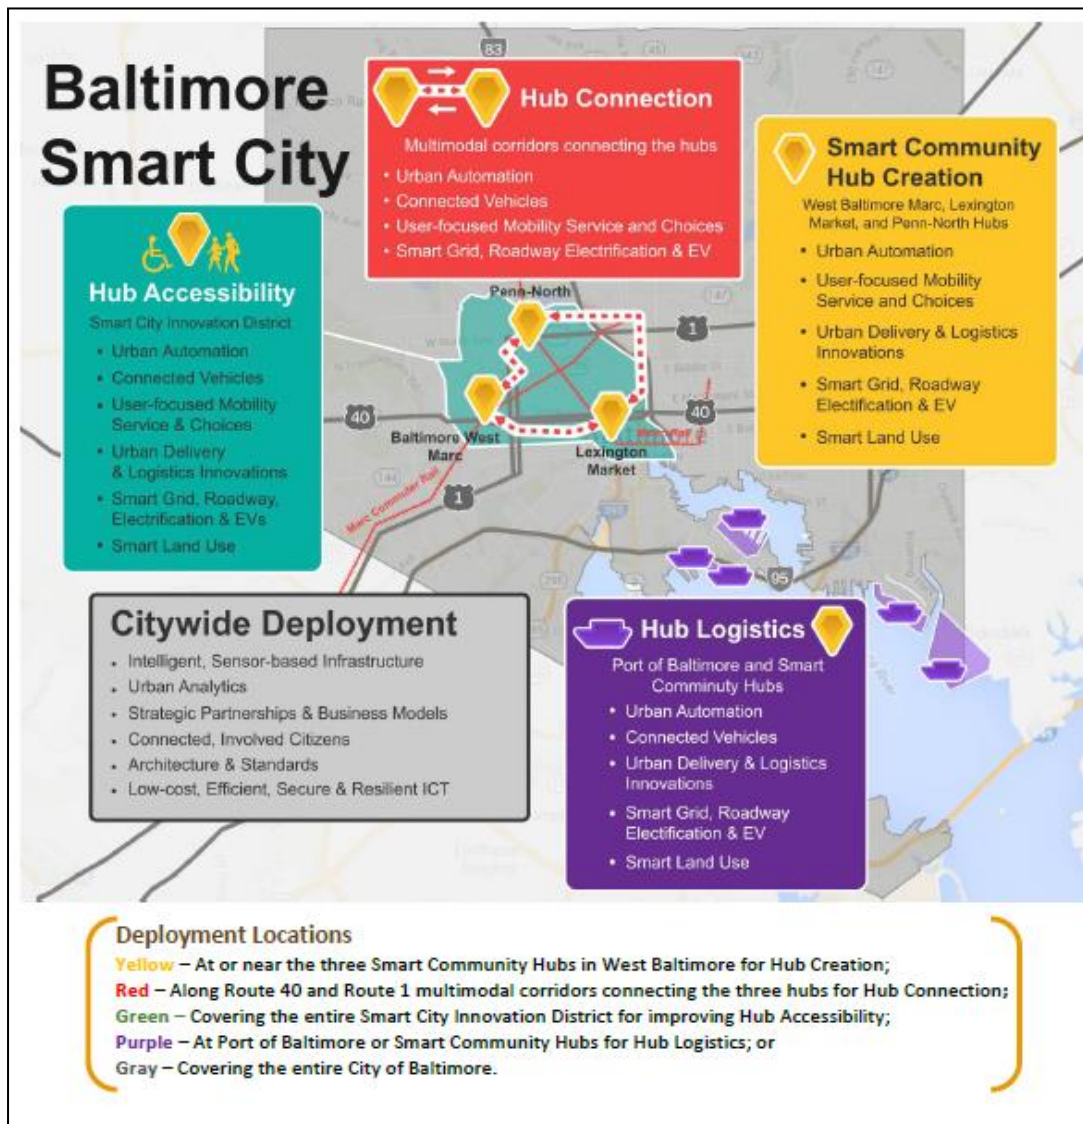 Baltimore
Smart City
83
Hub Connection
Multimodal corridors connecting the hubs
• Urban Automation
• Connected Vehicles
• User-focused Mobility Service and Choices
• Smart Grid, Roadway Electrification & EV
Smart Community
Hub Creation
West Baltimore Marc, Lexington
Market, and Penn-North Hubs
• Urban Automation
• User-focused Mobility
Service and Choices
• Urban Delivery & Logistics
Innovations
• Smart Grid, Roadway
Electrification & EV
• Smart Land Use
Hub Accessibility
Smart City Innovation District
• Urban Automation
• Connected Vehicles
• User-focused Mobility
Service & Choices
• Urban Delivery
& Logistics Innovations
• Smart Grid, Roadway,
Electrification & EVs
• Smart Land Use
Penn-North
147
1
40
40
Baltimore West
Marc
Lexington
Market
144
Marc Commuter Rail
1
95
Citywide Deployment
• Intelligent, Sensor-based Infrastructure
• Urban Analytics
• Strategic Partnerships & Business Models
• Connected, Involved Citizens
• Architecture & Standards
• Low-cost, Efficient, Secure & Resilient ICT
Hub Logistics
Port of Baltimore and Smart
Comminuty Hubs
• Urban Automation
• Connected Vehicles
• Urban Delivery & Logistics
Innovations
• Smart Grid, Roadway
Electrification & EV
• Smart Land Use
Deployment Locations
Yellow – At or near the three Smart Community Hubs in West Baltimore for Hub Creation;
Red – Along Route 40 and Route 1 multimodal corridors connecting the three hubs for Hub Connection;
Green – Covering the entire Smart City Innovation District for improving Hub Accessibility;
Purple – At Port of Baltimore or Smart Community Hubs for Hub Logistics; or
Gray – Covering the entire City of Baltimore.